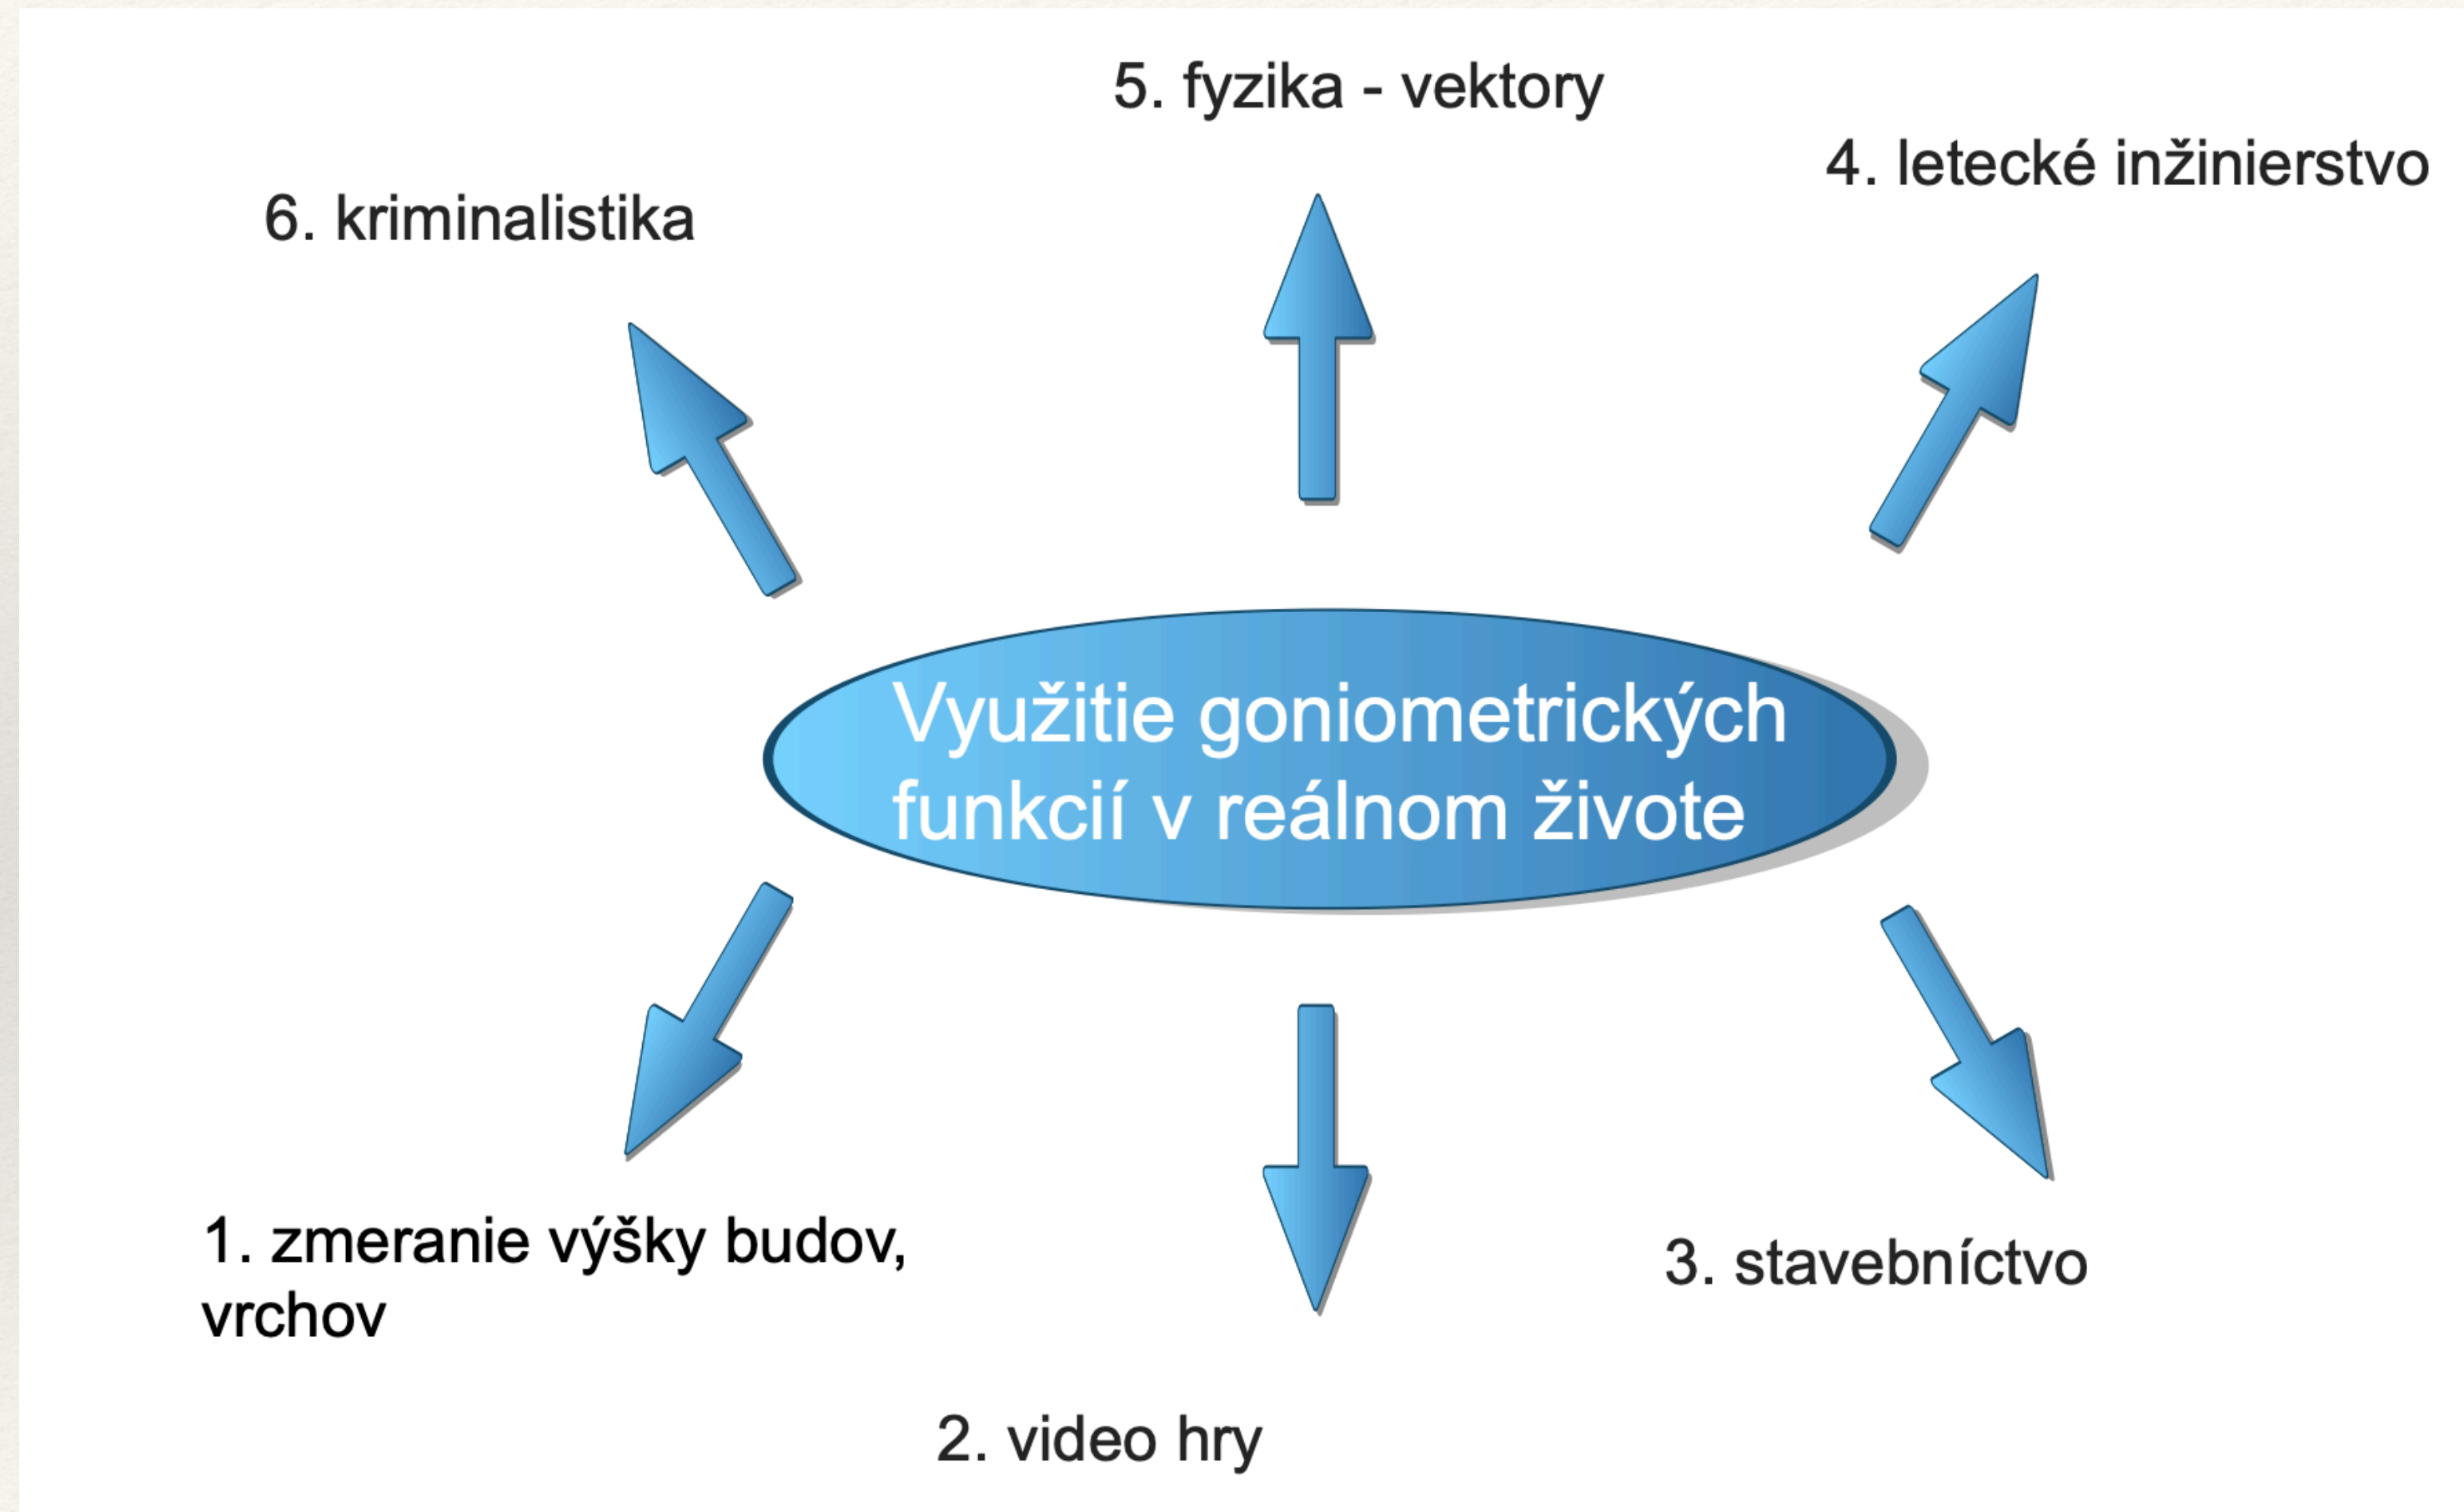 5. fyzika - vektory
4. letecké inžinierstvo
6. kriminalistika
Využitie goniometrických
funkcií v reálnom živote
1. zmeranie výšky budov,
vrchov
3. stavebníctvo
2. video hry